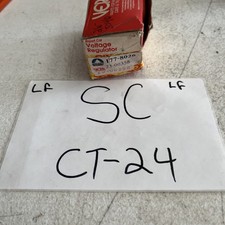 Voltage
Regulator
LF
SC
LF
CT-24